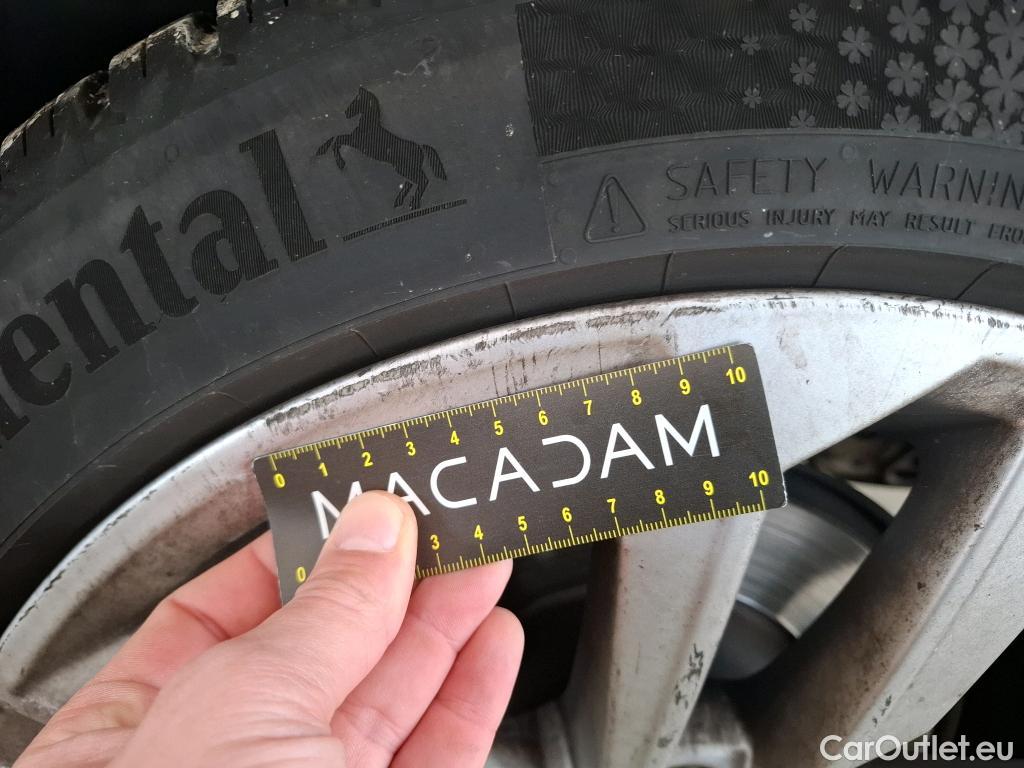 nental
SAFETY WARNIN
SERIOUS INJURY MAY RESULT FRO
0 1 2 3 4 5 6 7 8 9 10
MACADAM
0 3 4 5 6 7 8 9 10
CarOutlet.eu